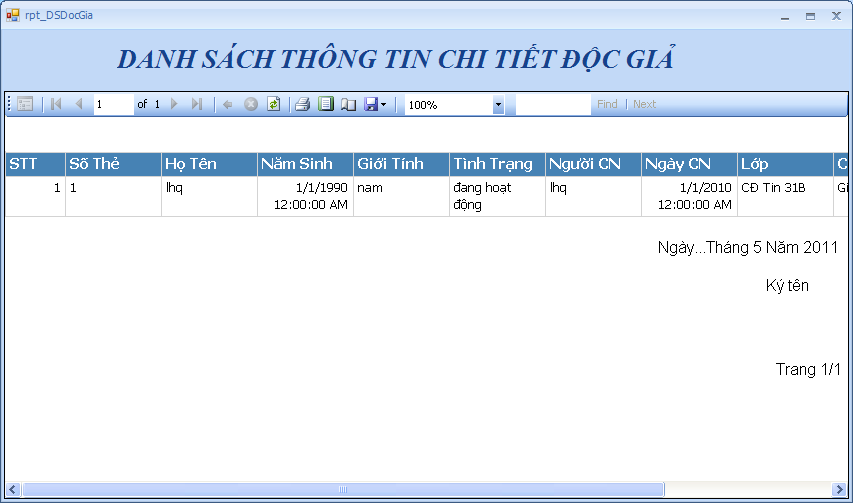 rpt_DSDocGia
DANH SÁCH THÔNG TIN CHI TIẾT ĐỘC GIẢ
1 of 1 100% Find Next
STT Số Thẻ Họ Tên Năm Sinh Giới Tính Tình Trạng Người CN Ngày CN Lớp C
1 1 lhq 1/1/1990 nam đang hoạt lhq 1/1/2010 CĐ Tin 31B Gi
12:00:00 AM động 12:00:00 AM
Ngày...Tháng 5 Năm 2011
Ký tên
Trang 1/1